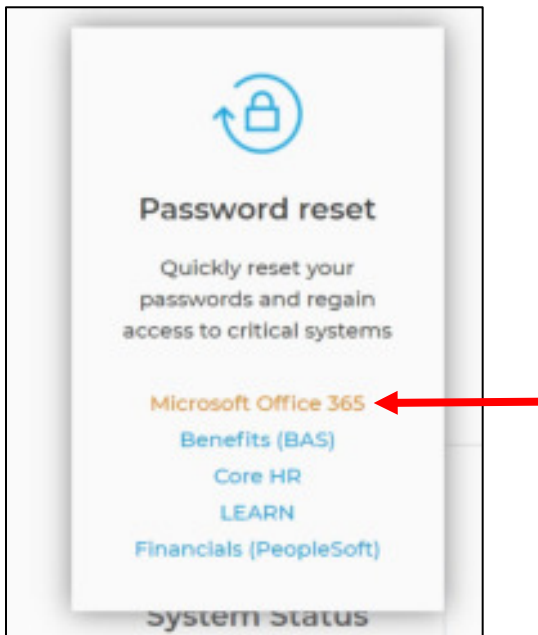 Password reset
Quickly reset your
passwords and regain
access to critical systems
Microsoft Office 365
Benefits (BAS)
Core HR
LEARN
Financials (PeopleSoft)
System Status